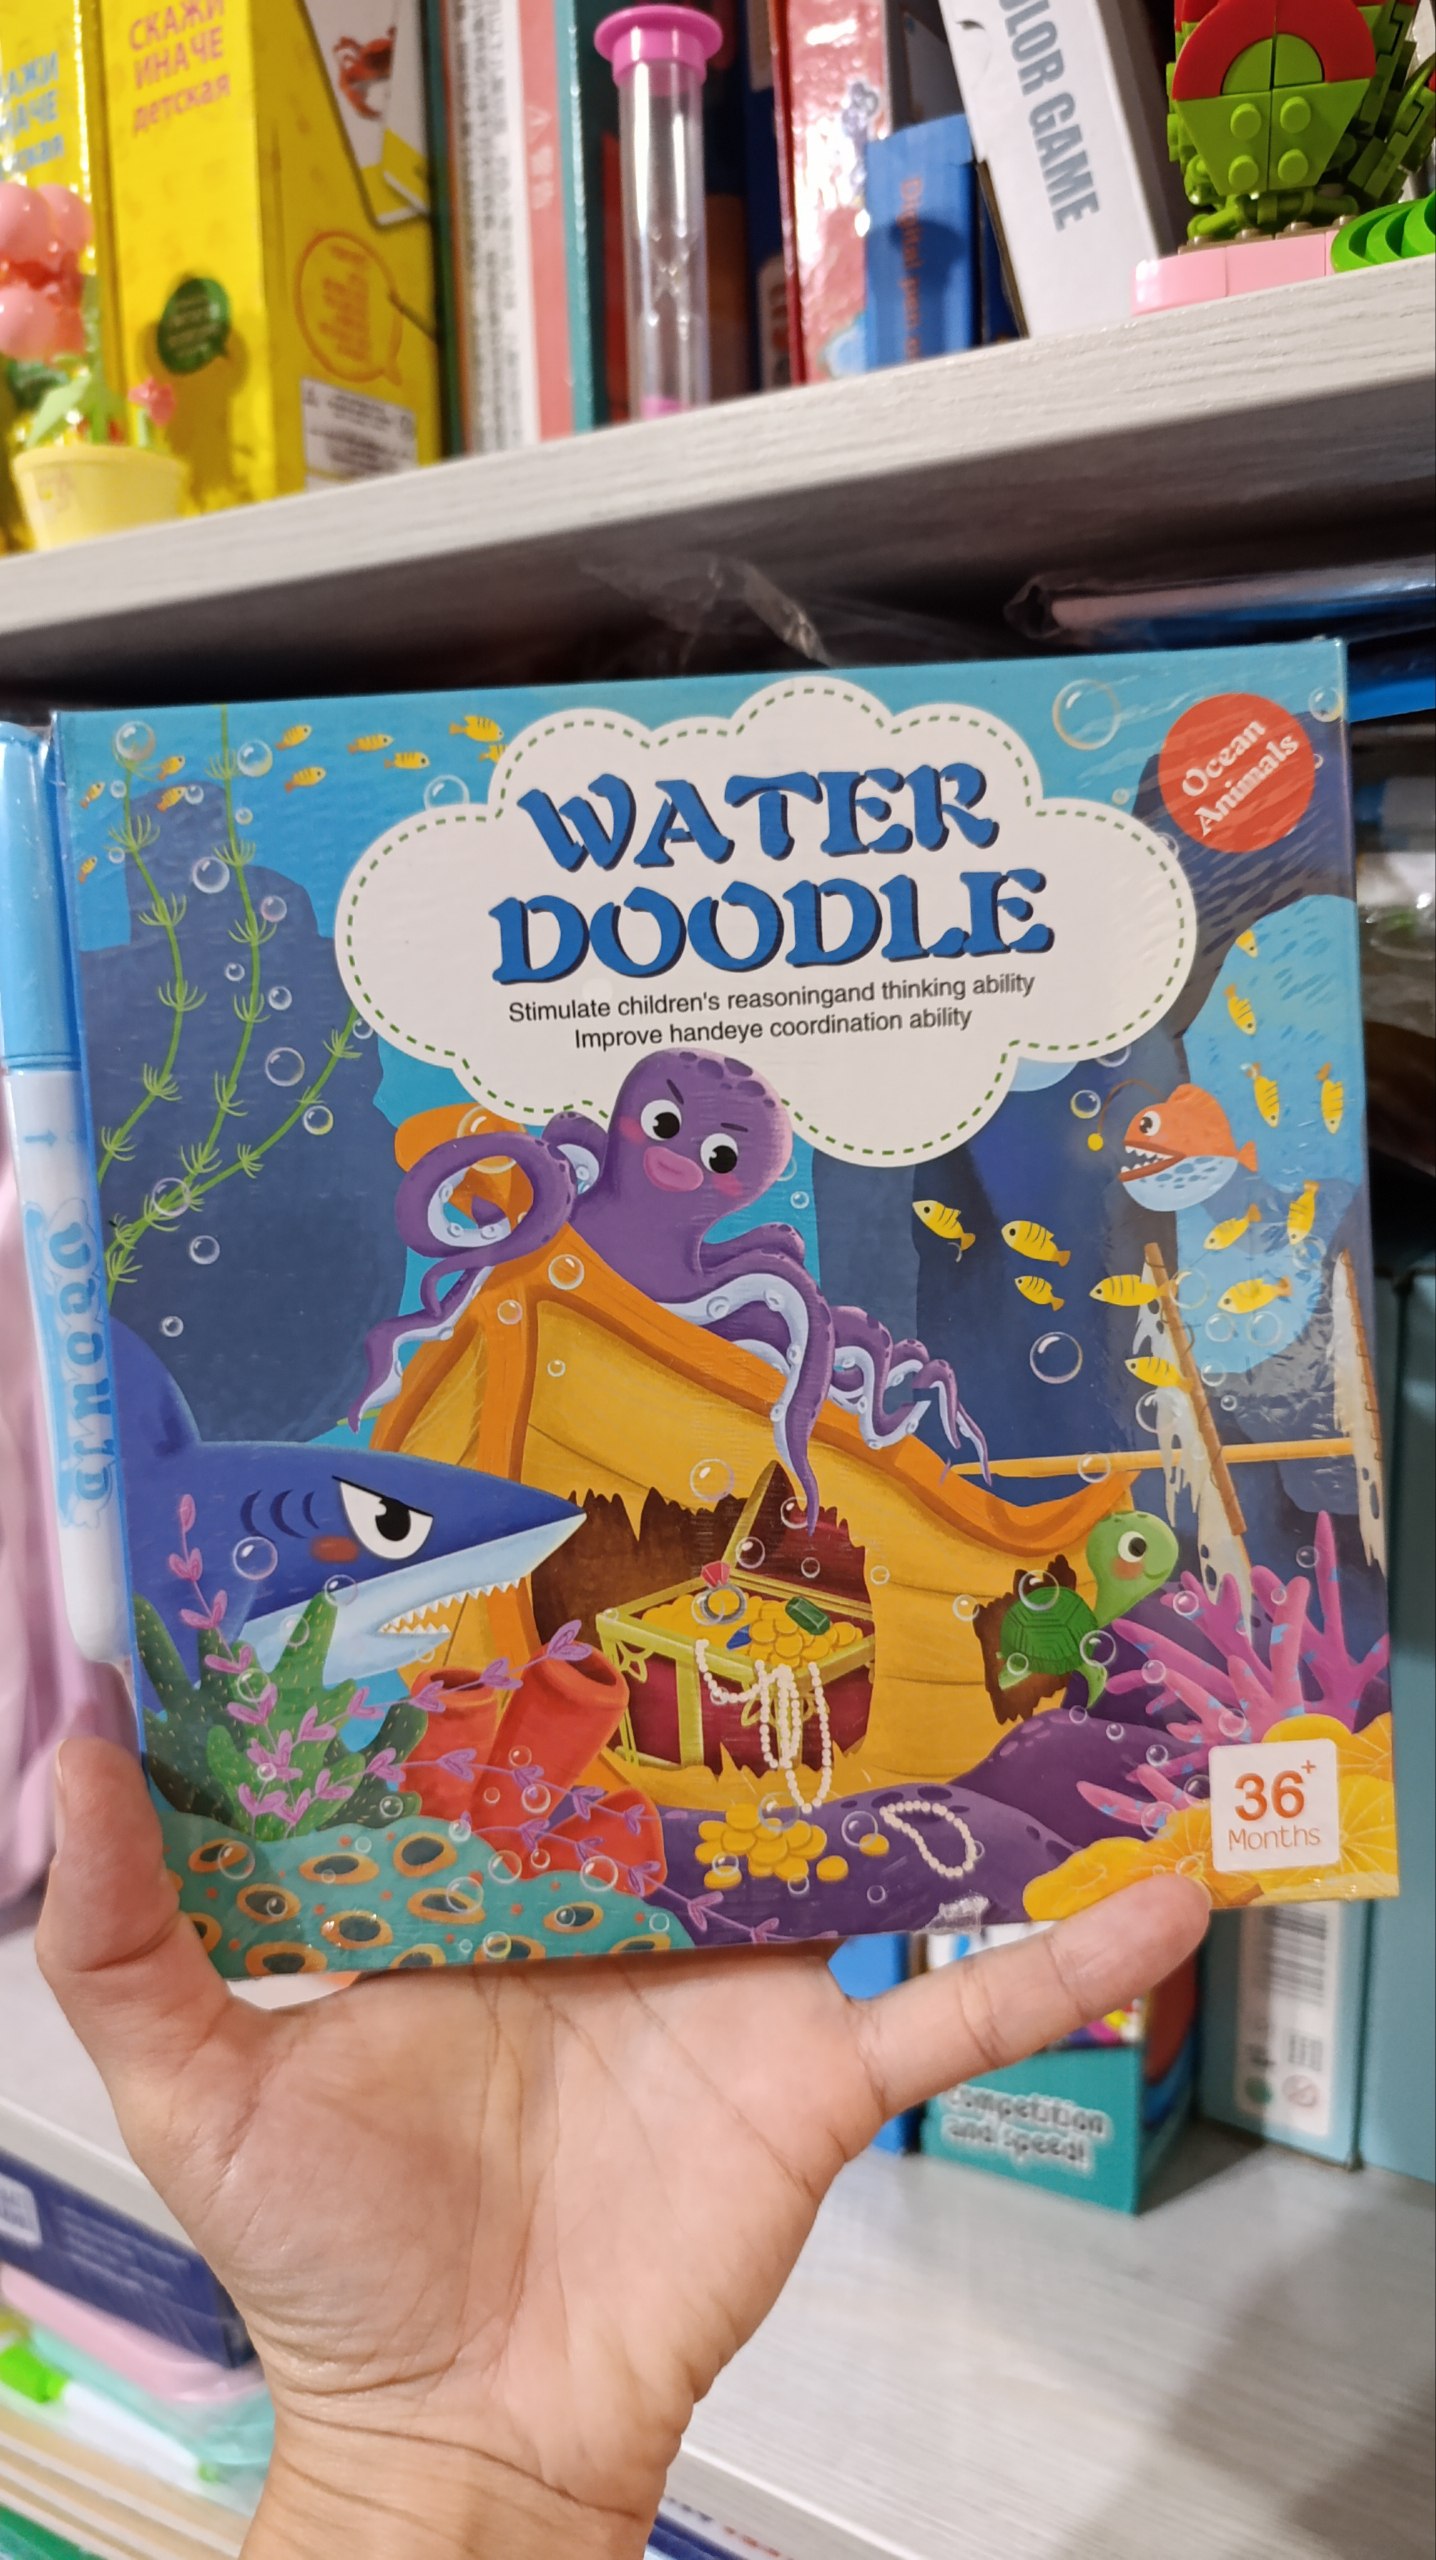 СКАЖИ
ИНАЧЕ
детская
COLOR GAME
WATER
DOODLE
Stimulate children's reasoningand thinking ability
Improve handeye coordination ability
Ocean
Animals
36+
Months
competition
and speed!